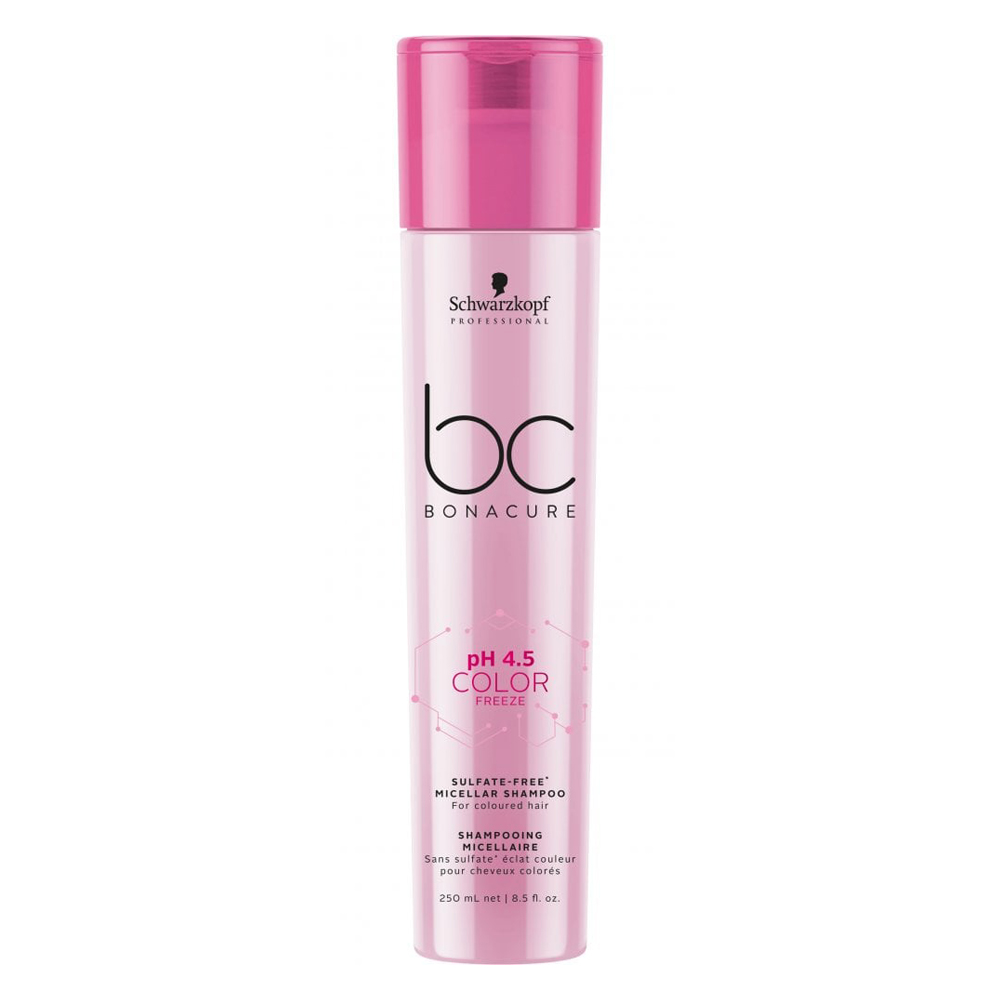 Schwarzkopf
PROFESSIONAL
bc
BONACURE
pH 4.5
COLOR
FREEZE
SULFATE-FREE*
MICELLAR SHAMPOO
For coloured hair
SHAMPOOING
MICELLAIRE
Sans sulfate* éclat couleur
pour cheveux colorés
250 mL net | 8.5 fl. oz.